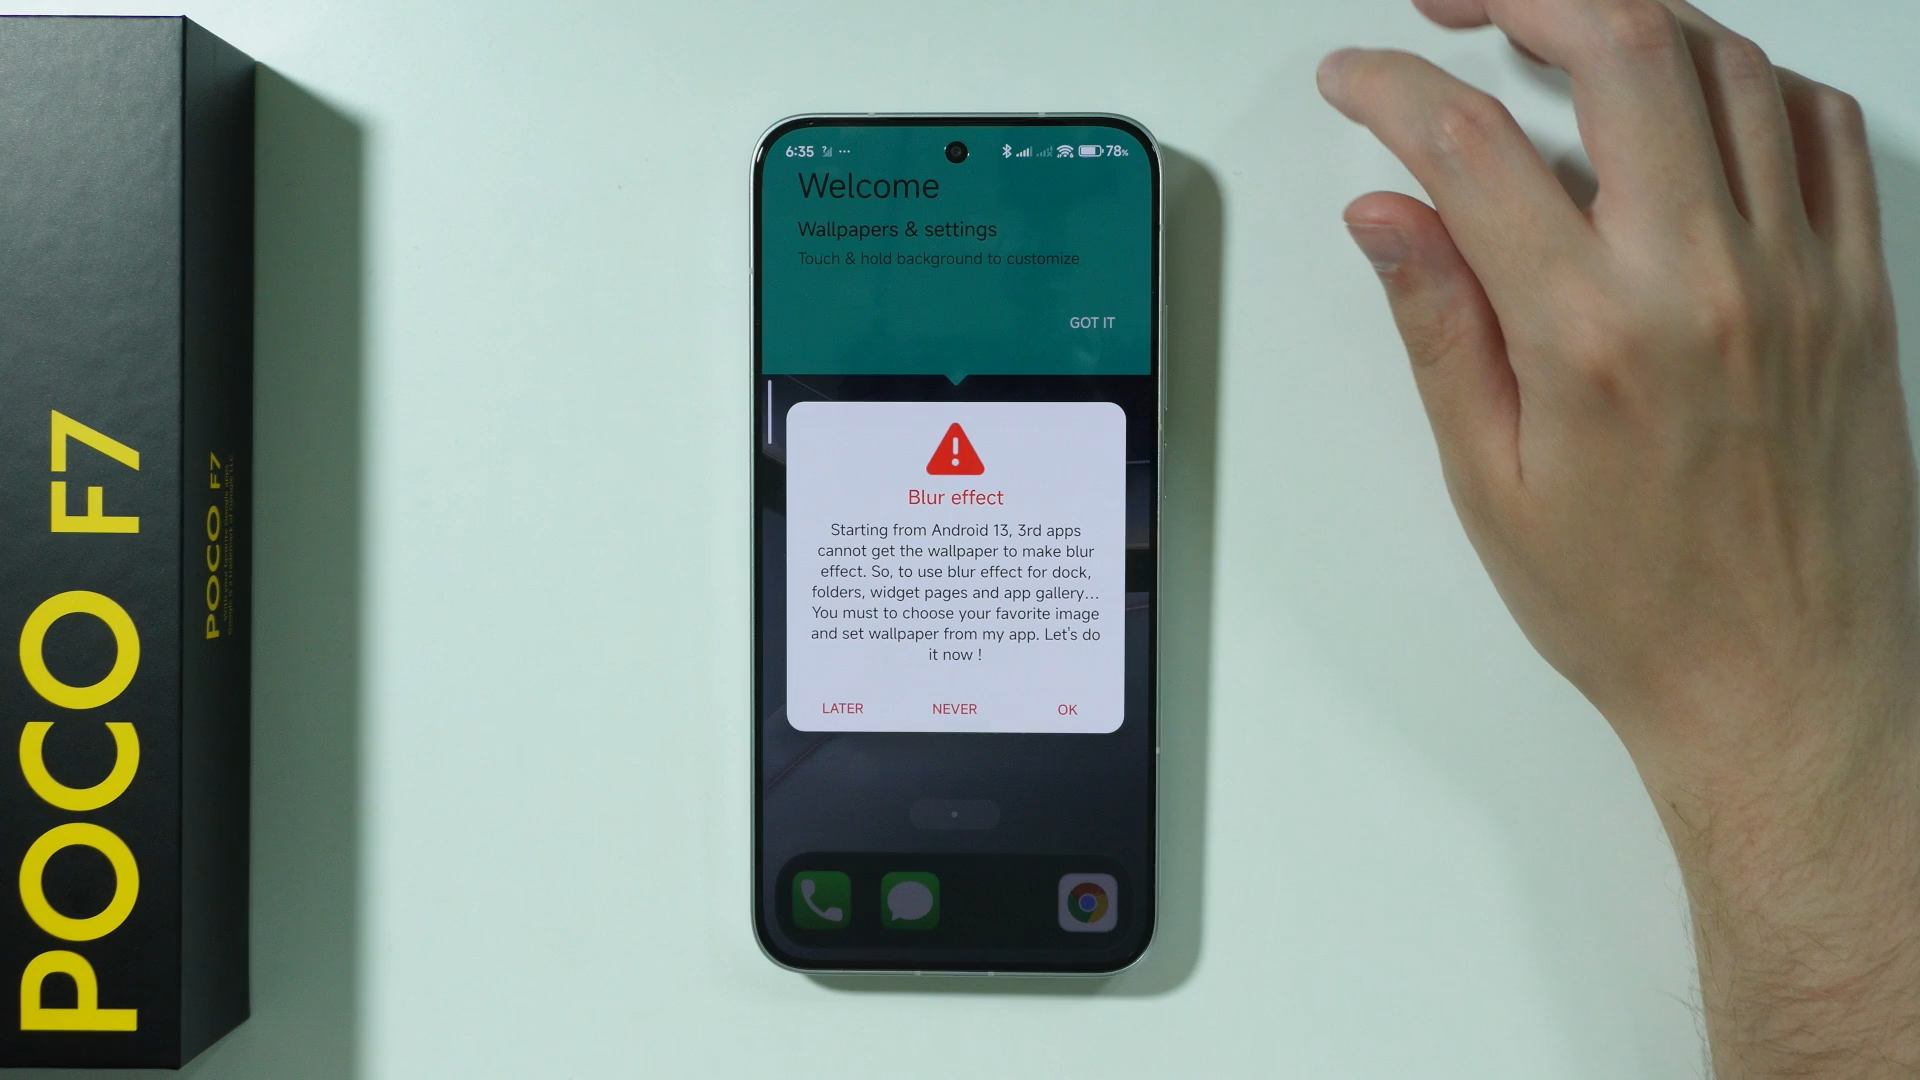 POCO F7
POCO F7
6:35
78%
Welcome
Wallpapers & settings
Touch & hold background to customize
GOT IT
Blur effect
Starting from Android 13, 3rd apps
cannot get the wallpaper to make blur
effect. So, to use blur effect for dock,
folders, widget pages and app gallery...
You must to choose your favorite image
and set wallpaper from my app. Let's do
it now !
LATER
NEVER
OK